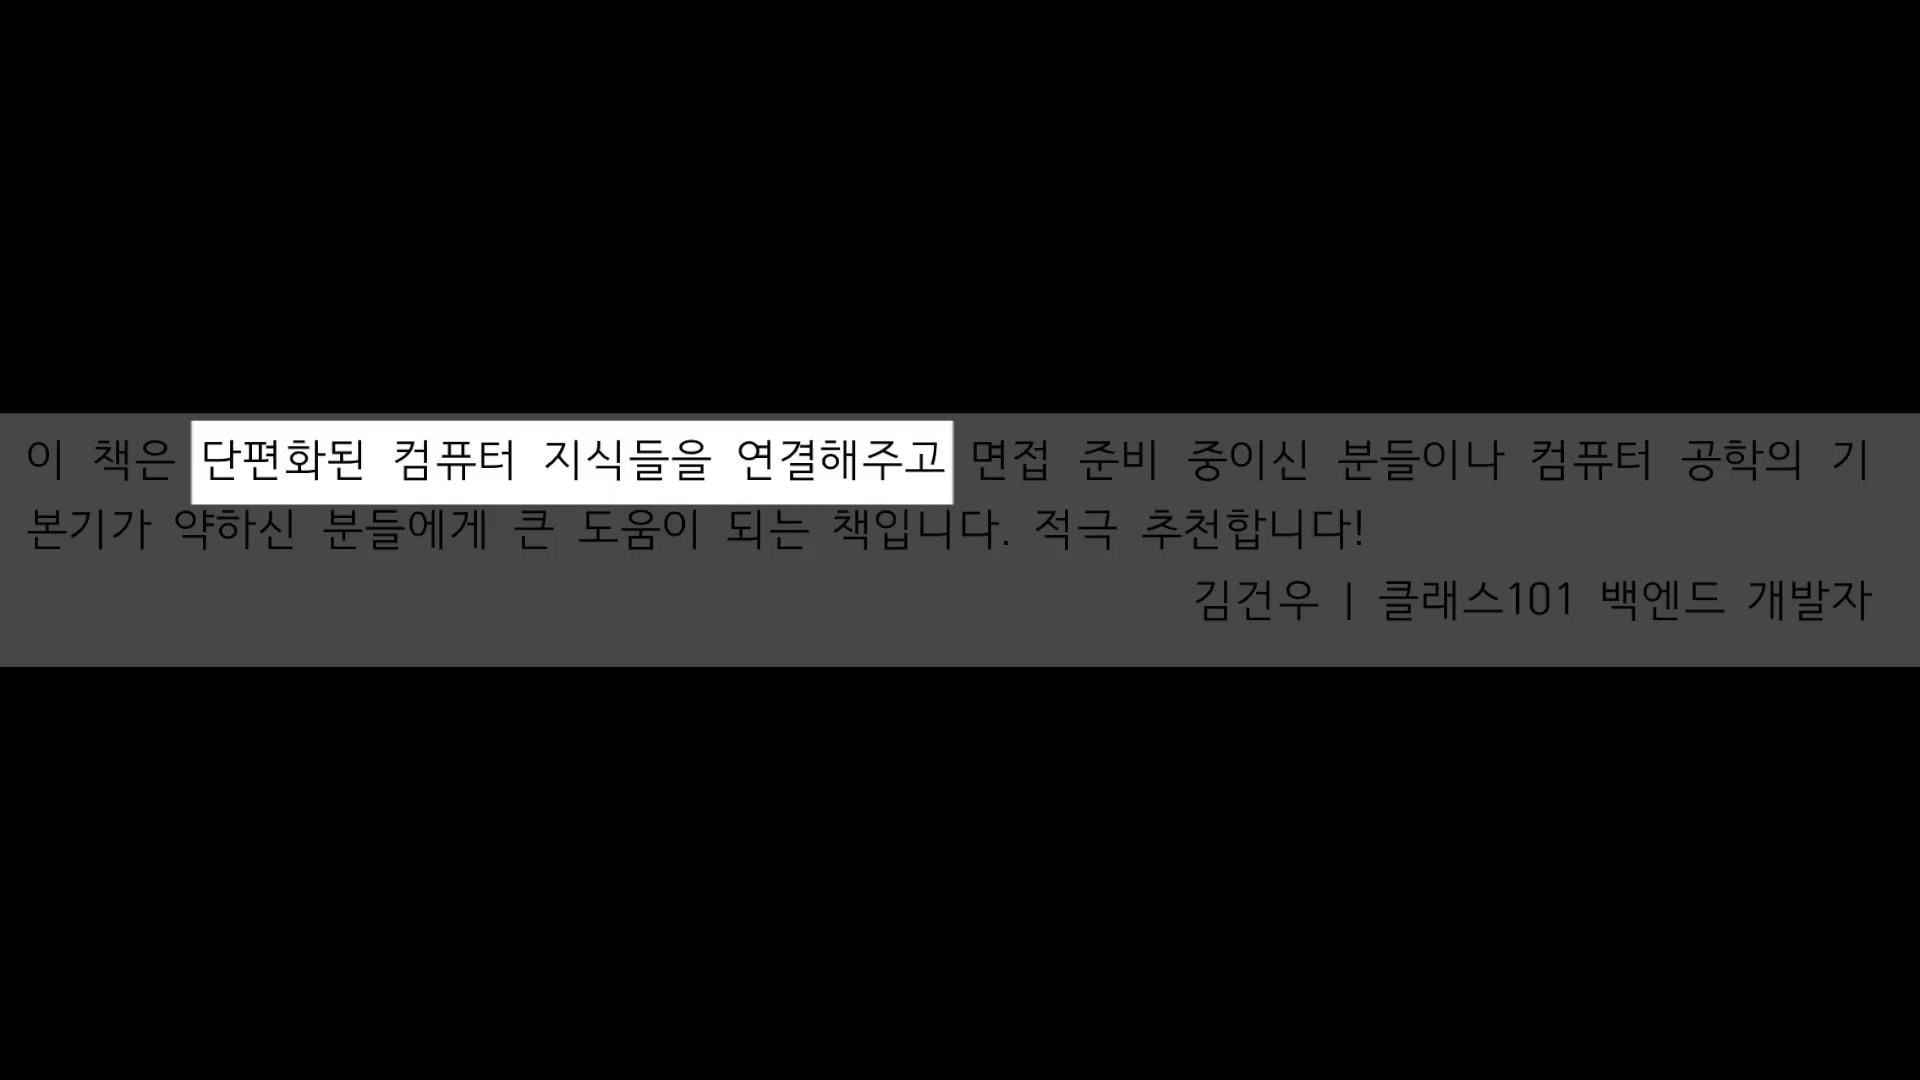 이 책은 단편화된 컴퓨터 지식들을 연결해주고 면접 준비 중이신 분들이나 컴퓨터 공학의 기
본기가 약하신 분들에게 큰 도움이 되는 책입니다. 적극 추천합니다!
김건우 | 클래스101 백엔드 개발자